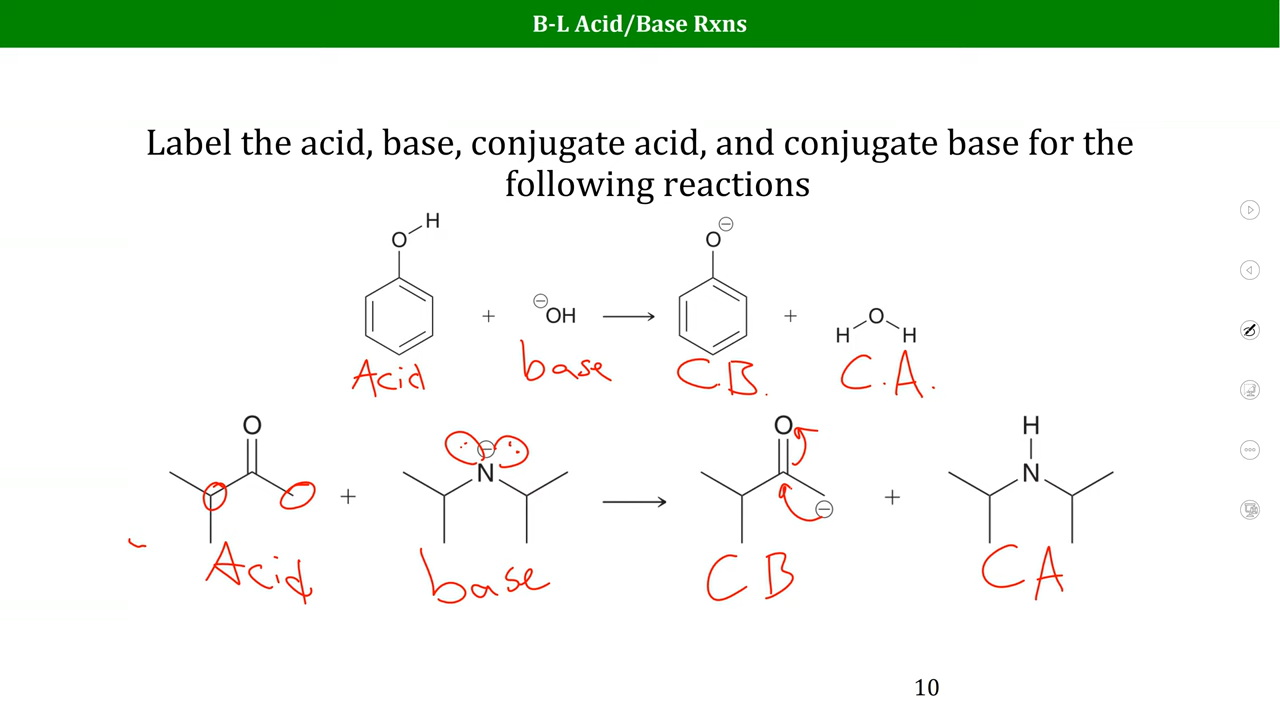 B-L Acid/Base Rxns
Label the acid, base, conjugate acid, and conjugate base for the
following reactions
H
O
O ⊖
+ ⊖OH ⟶ + O
H H
Acid base C.B. C.A.
O O H
⊖
N + ⟶ ⊖ + N
Acid base CB CA
10